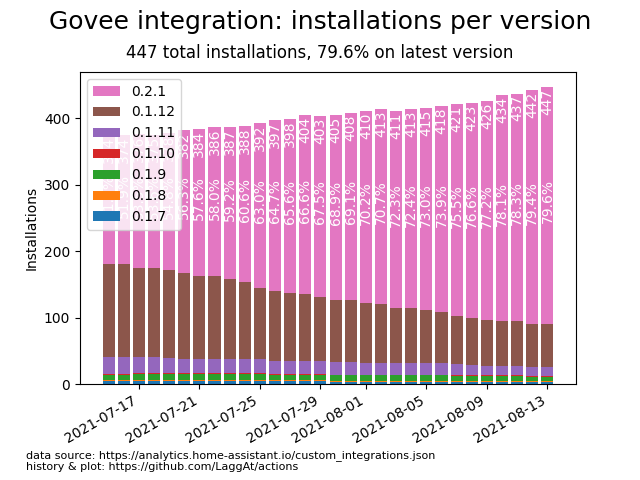 Govee integration: installations per version
447 total installations, 79.6% on latest version
0.2.1
0.1.12
0.1.11
0.1.10
0.1.9
0.1.8
0.1.7
Installations
400
300
200
100
0
382 384 386 387 388 392 397 398 404 403 405 408 410 413 411 413 415 418 421 423 426 434 437 442 447
56.3% 57.6% 58.0% 59.2% 60.6% 63.0% 64.7% 65.6% 66.6% 67.5% 68.9% 69.1% 70.2% 70.7% 72.3% 72.4% 73.0% 73.9% 75.5% 76.6% 77.2% 78.1% 78.3% 79.4% 79.6%
2021-07-17
2021-07-21
2021-07-25
2021-07-29
2021-08-01
2021-08-05
2021-08-09
2021-08-13
data source: https://analytics.home-assistant.io/custom_integrations.json
history & plot: https://github.com/LaggAt/actions